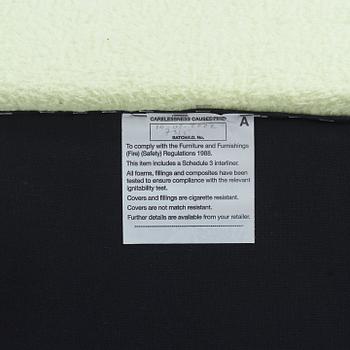 CARELESSNESS CAUSES FIRE
A
BATCH/I.D. No.
To comply with the Furniture and Furnishings
(Fire) (Safety) Regulations 1988.
This item includes a Schedule 3 interliner.
All foams, fillings and composites have been
tested to ensure compliance with the relevant
ignitability test.
Covers and fillings are cigarette resistant.
Covers are not match resistant.
Further details are available from your retailer.